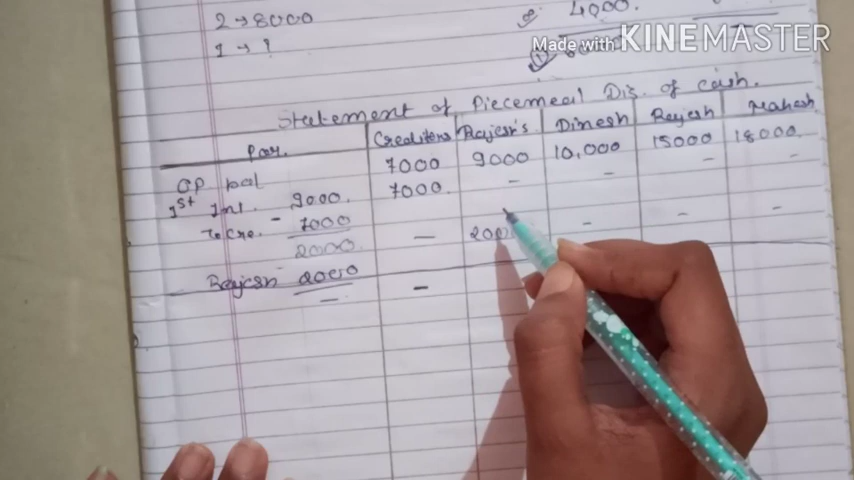 2 → 8000
1 → ?
4000.
Made with KINEMASTER
Statement of Piecemeal Dis. of cash.
Par. Creditors Rajesh's Dinesh Rajesh Mahesh
OP bal 7000 9000 10,000 15000 18000
1st Inl. 9000. 7000. - - - -
To Cre. - 7000
2000. - 200 - - -
Rajesh 2000
- -